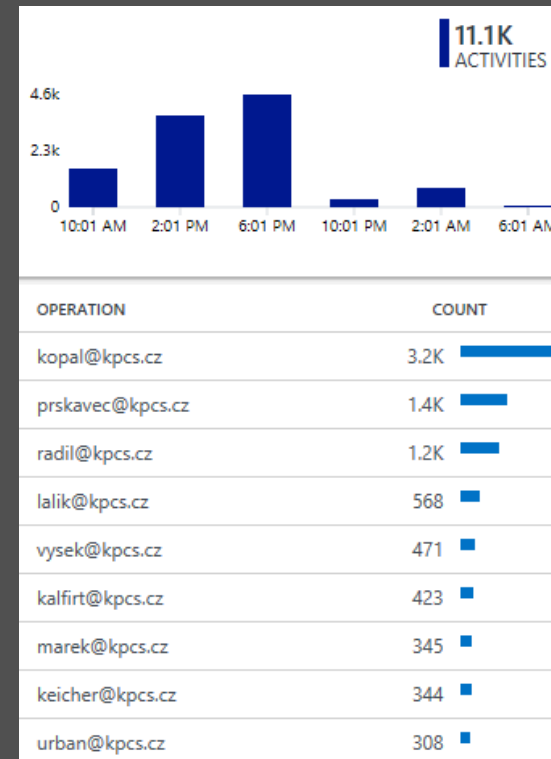 11.1K
ACTIVITIES
4.6k
2.3k
0
10:01 AM 2:01 PM 6:01 PM 10:01 PM 2:01 AM 6:01 AM
OPERATION COUNT
kopal@kpcs.cz 3.2K
prskavec@kpcs.cz 1.4K
radil@kpcs.cz 1.2K
lalik@kpcs.cz 568
vysek@kpcs.cz 471
kalfirt@kpcs.cz 423
marek@kpcs.cz 345
keicher@kpcs.cz 344
urban@kpcs.cz 308